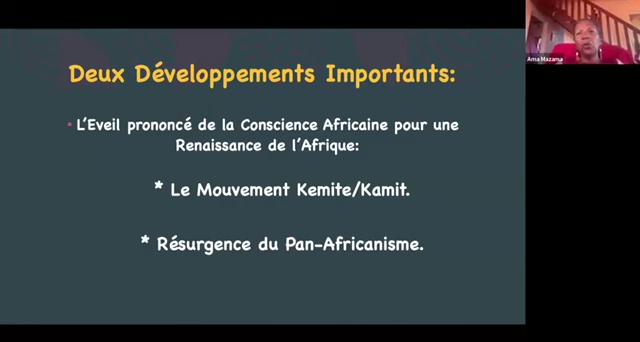 Deux Développements Importants:
• L'Eveil prononcé de la Conscience Africaine pour une
Renaissance de l'Afrique:
* Le Mouvement Kemite/Kamit.
* Résurgence du Pan-Africanisme.
Ama Mazama